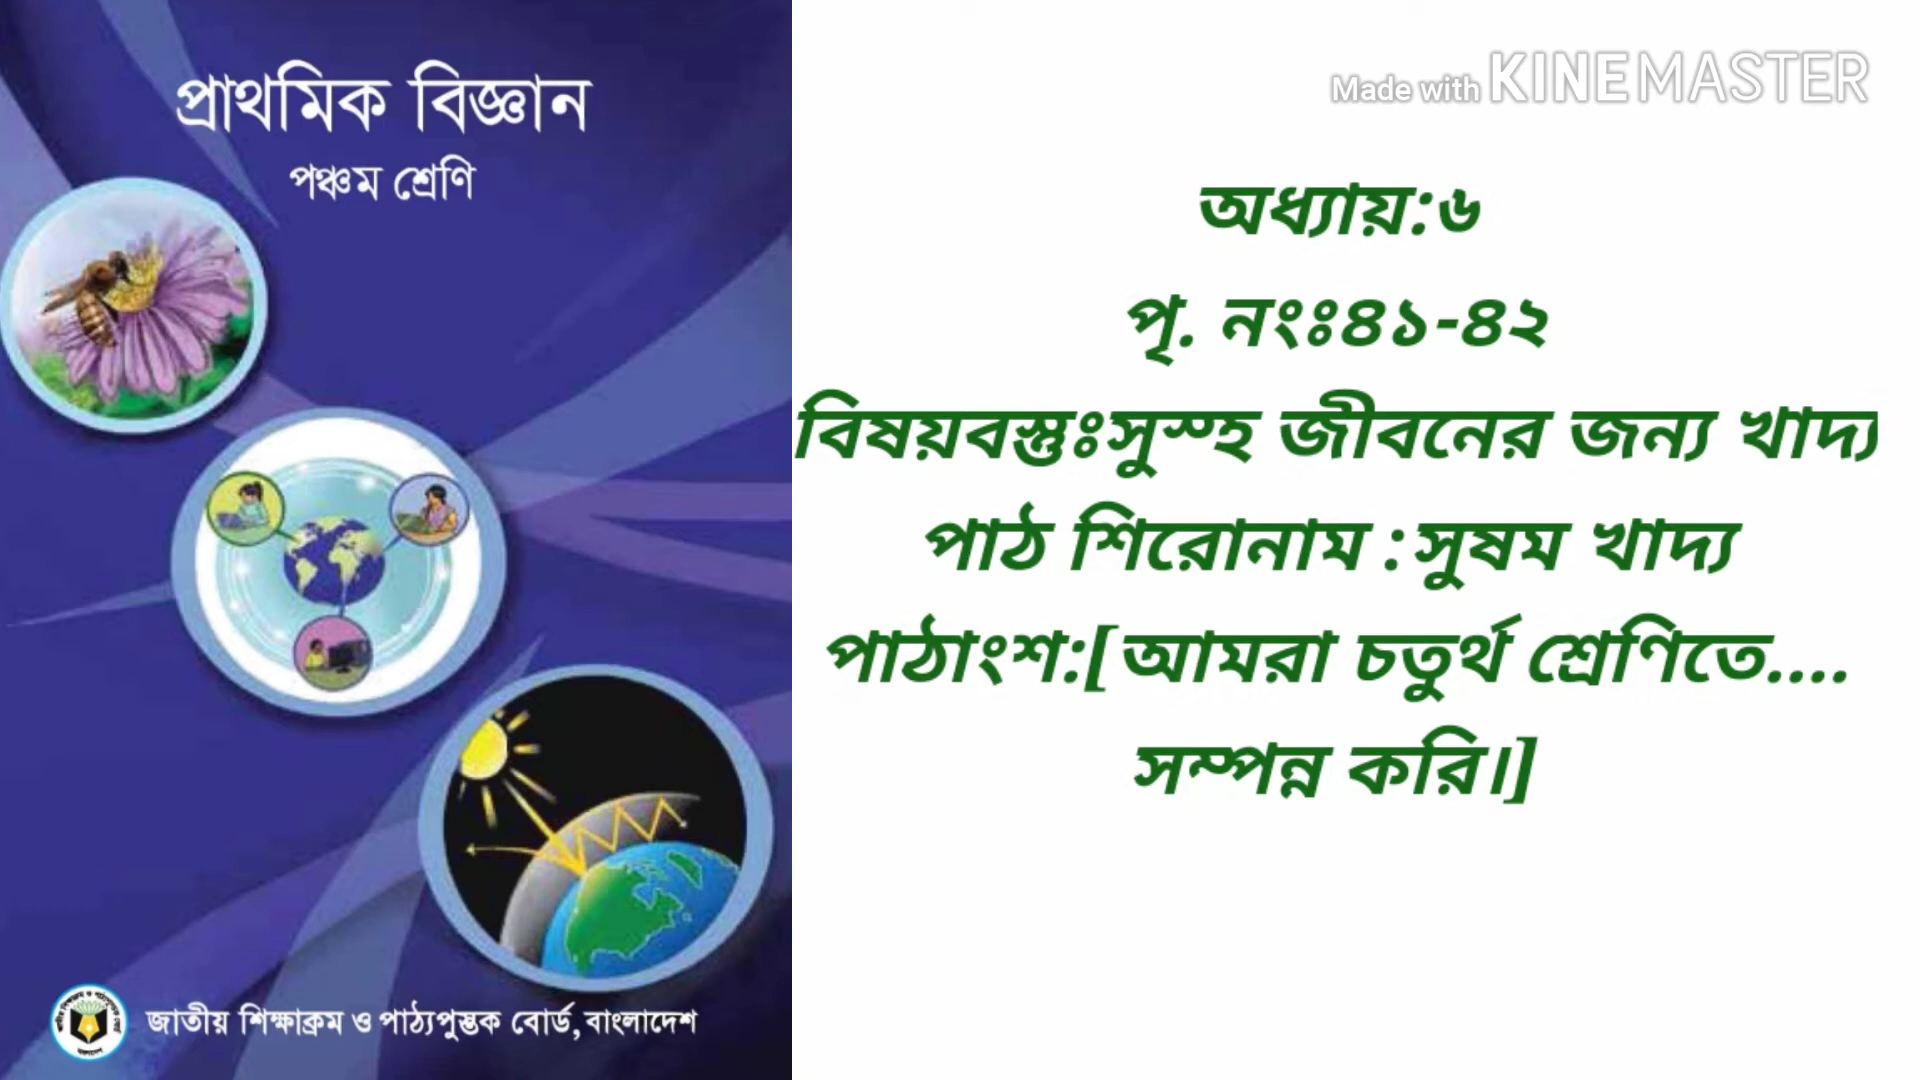 প্রাথমিক বিজ্ঞান
পঞ্চম শ্রেণি
জাতীয় শিক্ষাক্রম ও পাঠ্যপুস্তক বোর্ড, বাংলাদেশ
Made with KINEMASTER
অধ্যায়:৬
পৃ. নংঃ৪১-৪২
বিষয়বস্তুঃসুস্হ জীবনের জন্য খাদ্য
পাঠ শিরোনাম :সুষম খাদ্য
পাঠাংশ:[আমরা চতুর্থ শ্রেণিতে....
সম্পন্ন করি।]